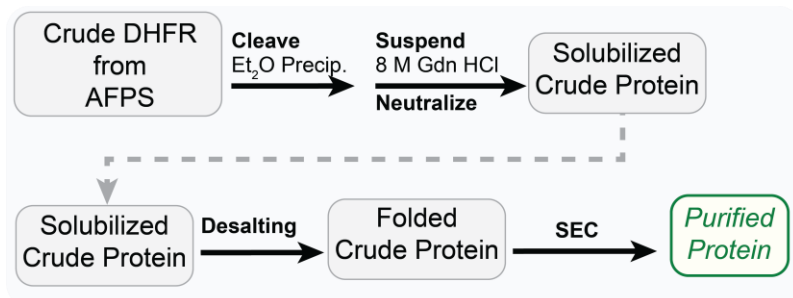 Crude DHFR
from
AFPS
Cleave
Et₂O Precip.
Suspend
8 M Gdn HCl
Neutralize
Solubilized
Crude Protein
Solubilized
Crude Protein
Desalting
Folded
Crude Protein
SEC
Purified
Protein